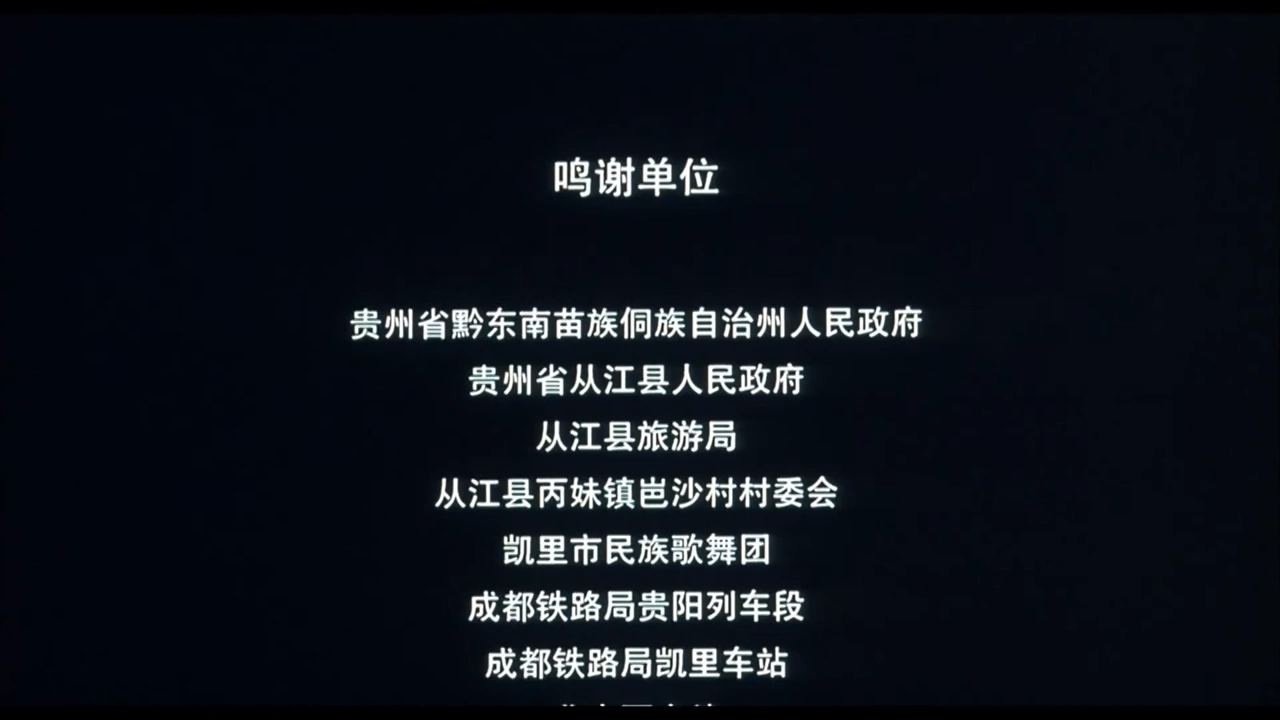 鸣谢单位
贵州省黔东南苗族侗族自治州人民政府
贵州省从江县人民政府
从江县旅游局
从江县丙妹镇岜沙村村委会
凯里市民族歌舞团
成都铁路局贵阳列车段
成都铁路局凯里车站